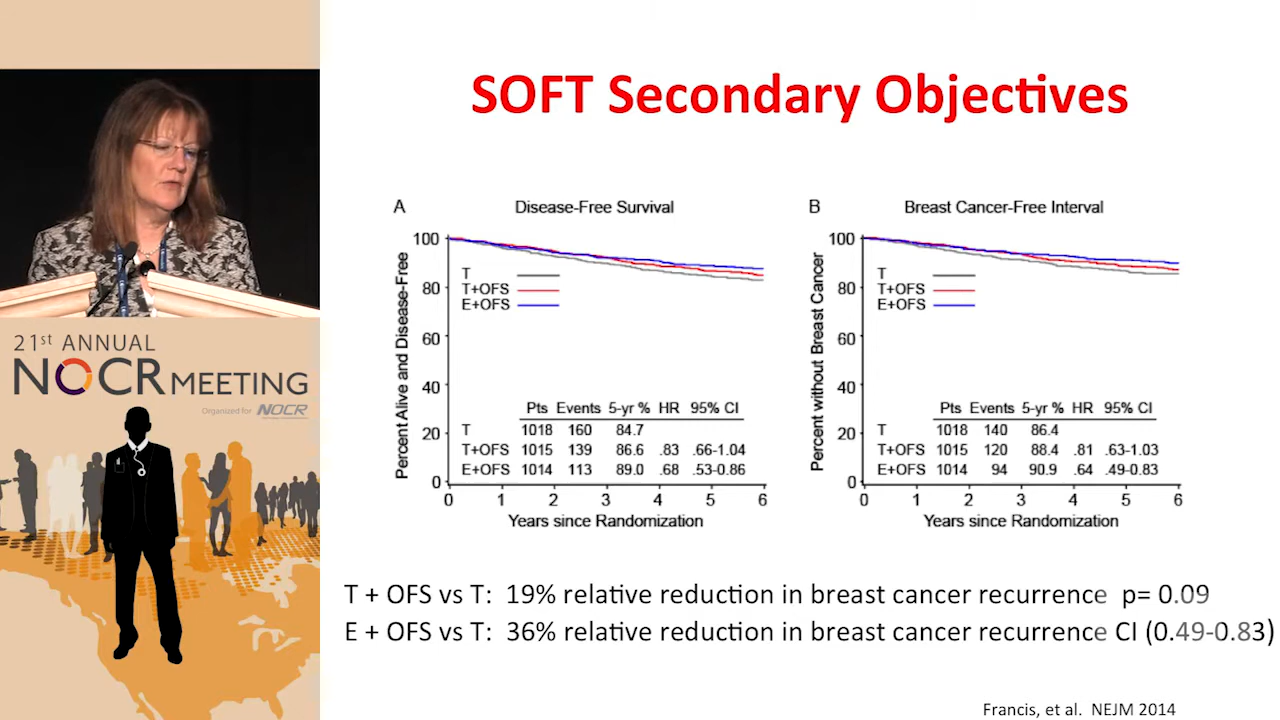 SOFT Secondary Objectives
21st ANNUAL
NOCR MEETING
Organized for NOCR
A Disease-Free Survival
Percent Alive and Disease-Free
100
80
60
40
20
0
T
T+OFS
E+OFS
Pts Events 5-yr % HR 95% CI
T 1018 160 84.7
T+OFS 1015 139 86.6 .83 .66-1.04
E+OFS 1014 113 89.0 .68 .53-0.86
0 1 2 3 4 5 6
Years since Randomization
B Breast Cancer-Free Interval
Percent without Breast Cancer
100
80
60
40
20
0
T
T+OFS
E+OFS
Pts Events 5-yr % HR 95% CI
T 1018 140 86.4
T+OFS 1015 120 88.4 .81 .63-1.03
E+OFS 1014 94 90.9 .64 .49-0.83
0 1 2 3 4 5 6
Years since Randomization
T + OFS vs T: 19% relative reduction in breast cancer recurrence p= 0.09
E + OFS vs T: 36% relative reduction in breast cancer recurrence CI (0.49-0.83)
Francis, et al. NEJM 2014